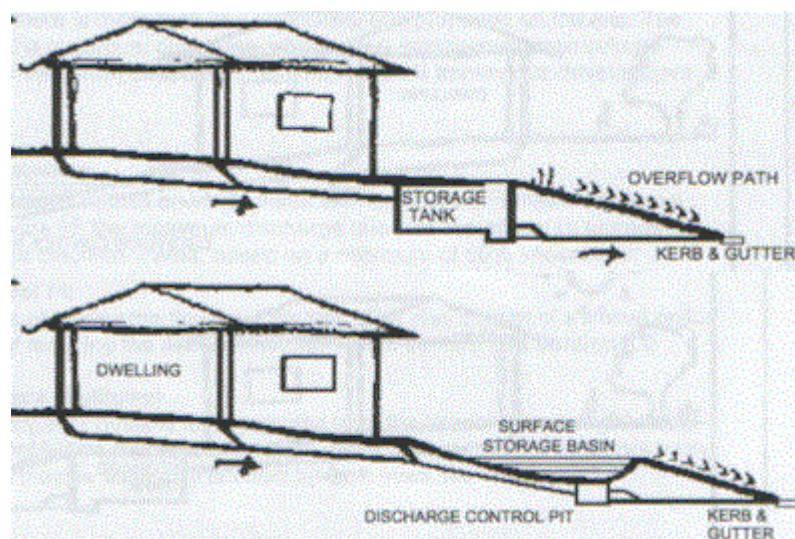 OVERFLOW PATH
STORAGE
TANK
KERB & GUTTER
DWELLING
SURFACE
STORAGE BASIN
DISCHARGE CONTROL PIT
KERB &
GUTTER